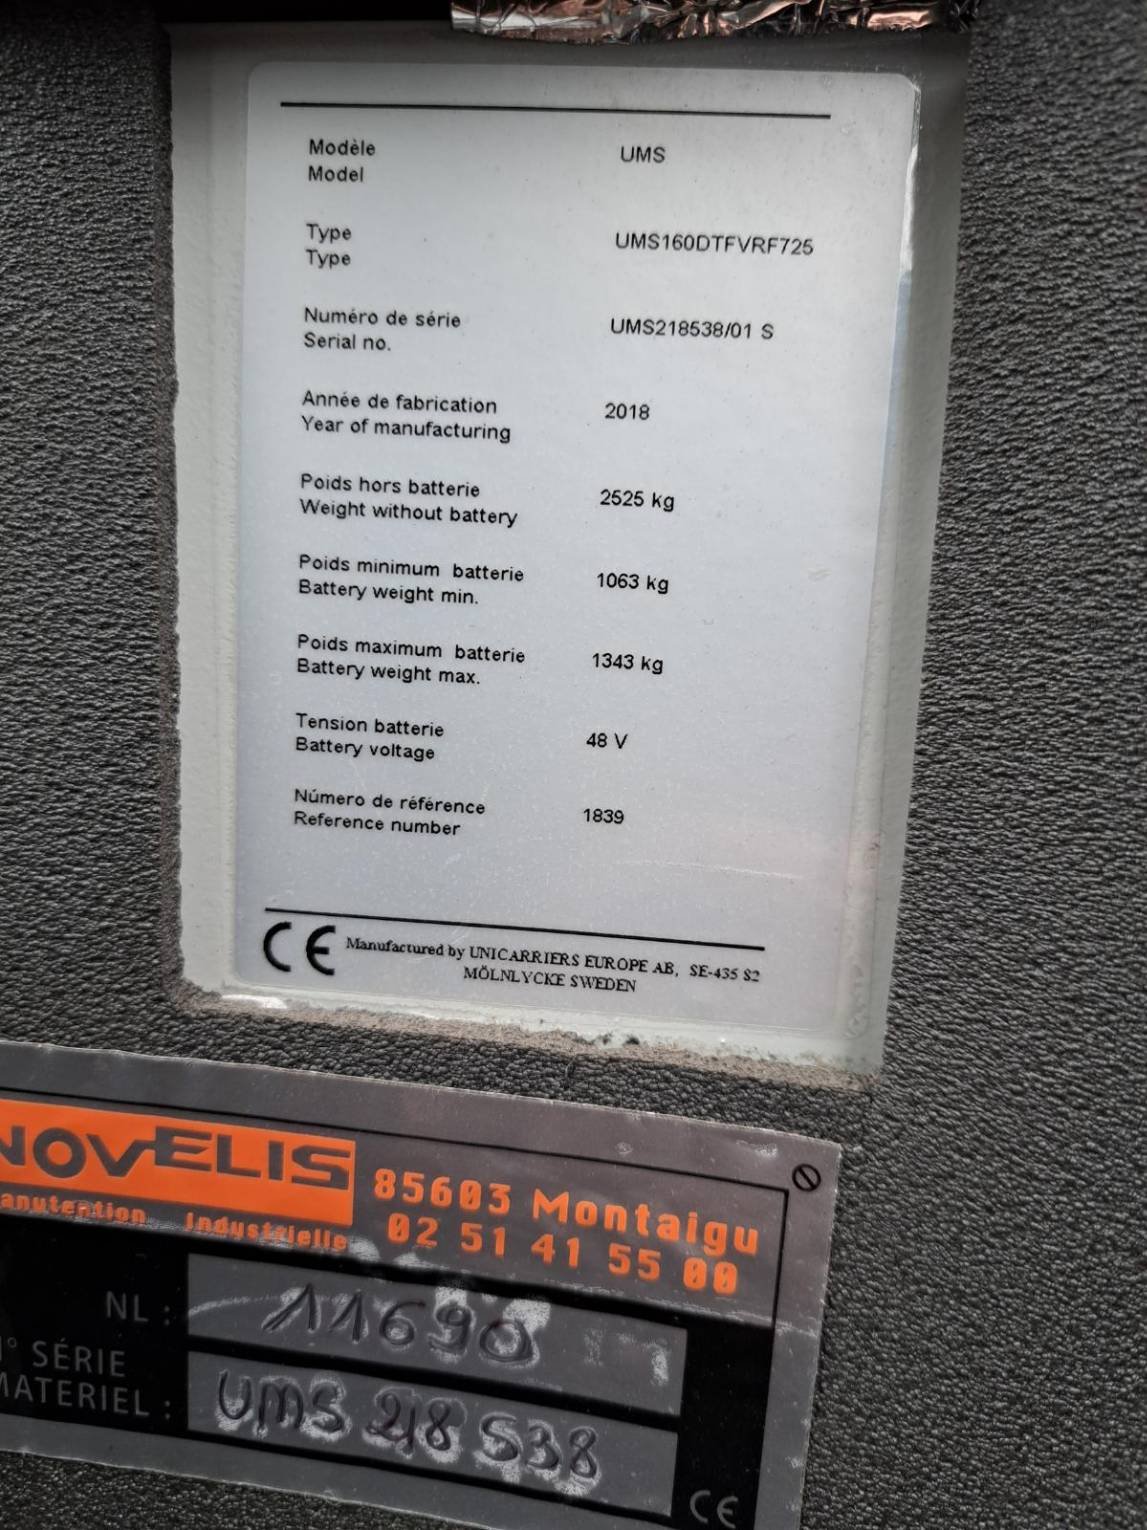 Modèle UMS
Model
Type UMS160DTFVRF725
Type
Numéro de série UMS218538/01 S
Serial no.
Année de fabrication 2018
Year of manufacturing
Poids hors batterie 2525 kg
Weight without battery
Poids minimum batterie 1063 kg
Battery weight min.
Poids maximum batterie 1343 kg
Battery weight max.
Tension batterie 48 V
Battery voltage
Número de référence 1839
Reference number
CE Manufactured by UNICARRIERS EUROPE AB, SE-435 S2
MÖLNLYCKE SWEDEN
NOVELIS 85603 Montaigu
anutention Industrielle 02 51 41 55 00
NL : 11690
N° SÉRIE
MATERIEL : UMS 218538
CE